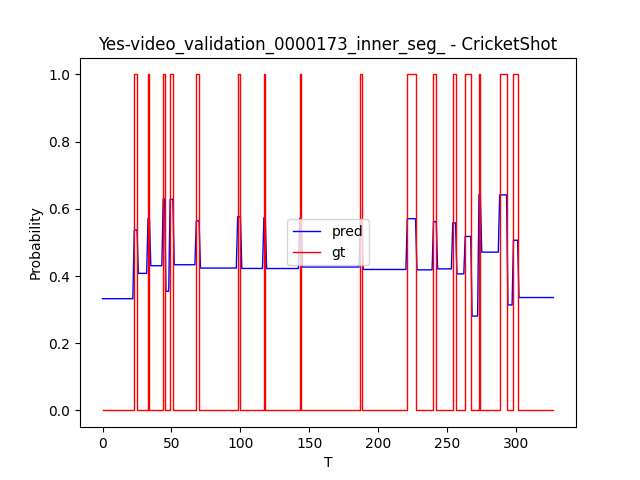 Yes-video_validation_0000173_inner_seg_ - CricketShot
1.0
0.8
0.6
0.4
0.2
0.0
Probability
pred
gt
0 50 100 150 200 250 300
T